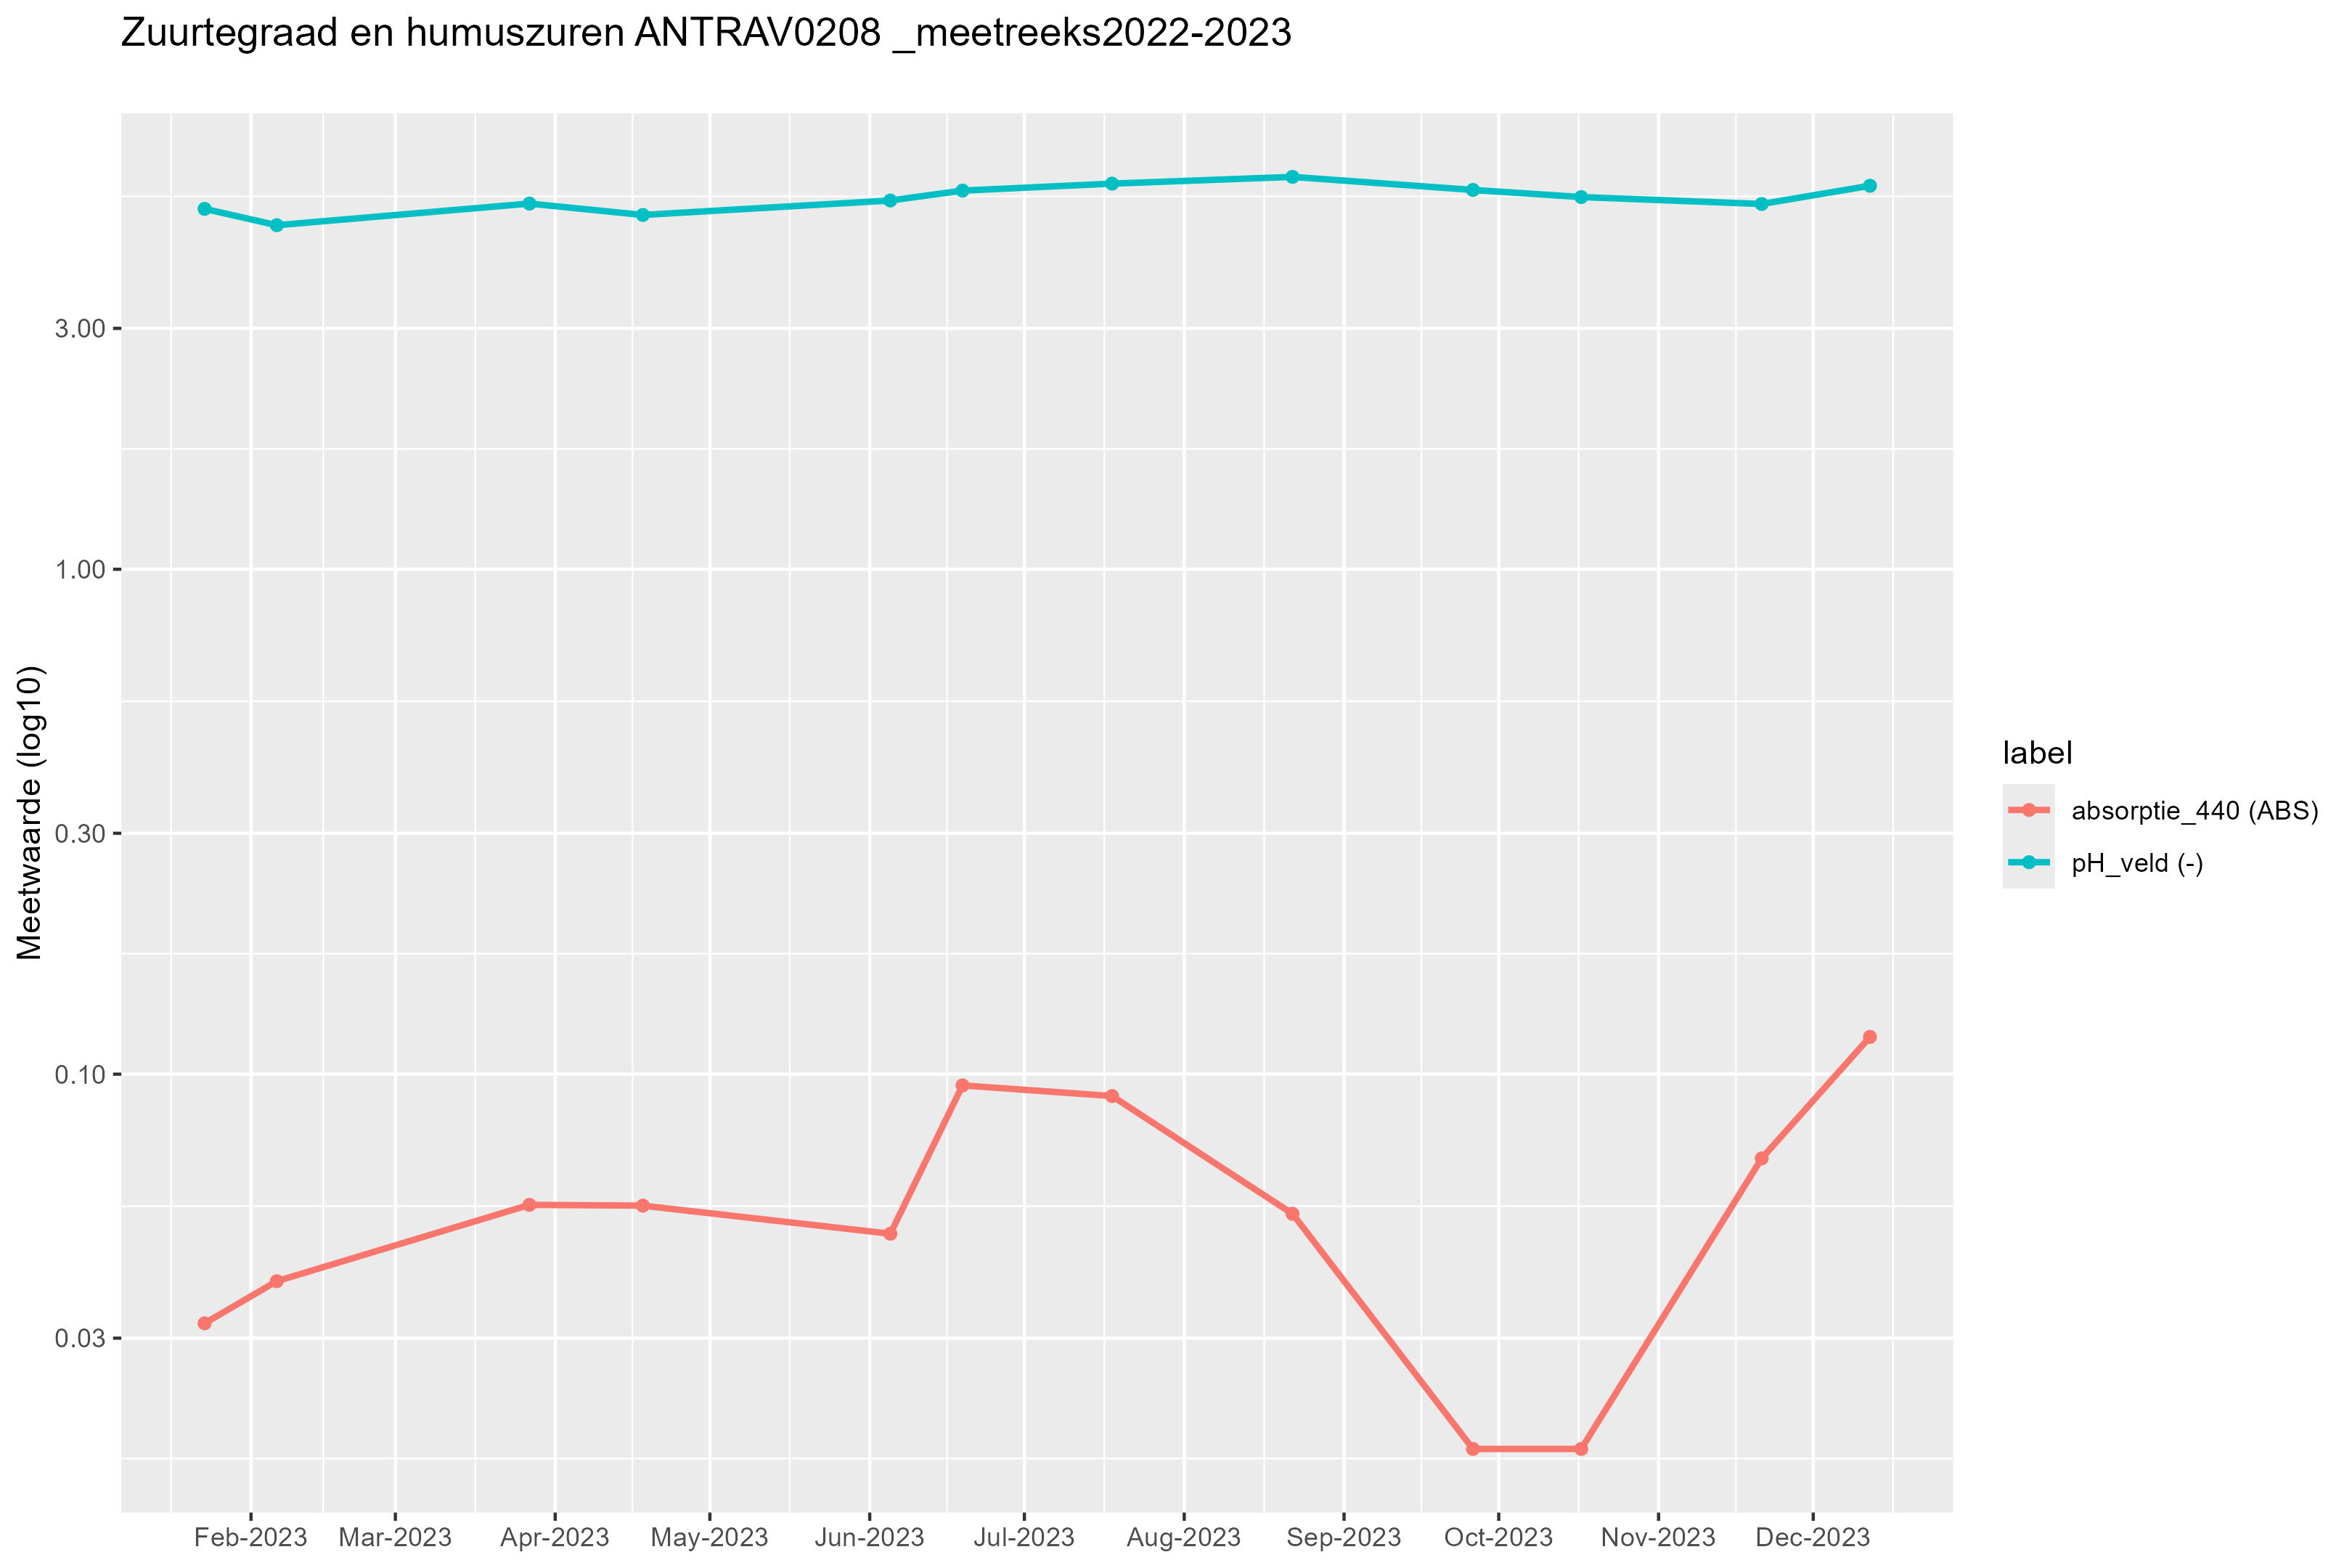 Zuurtegraad en humuszuren ANTRAV0208 _meetreeks2022-2023
Meetwaarde (log10)
3.00
1.00
0.30
0.10
0.03
Feb-2023
Mar-2023
Apr-2023
May-2023
Jun-2023
Jul-2023
Aug-2023
Sep-2023
Oct-2023
Nov-2023
Dec-2023
label
absorptie_440 (ABS)
pH_veld (-)